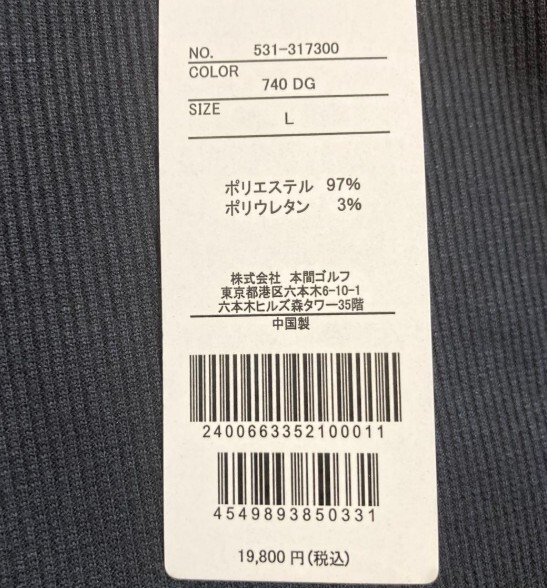 NO. 531-317300
COLOR
740 DG
SIZE
L
ポリエステル 97%
ポリウレタン 3%
株式会社 本間ゴルフ
東京都港区六本木6-10-1
六本木ヒルズ森タワー35階
中国製
2400663352100011
4549893850331
19,800 円(税込)